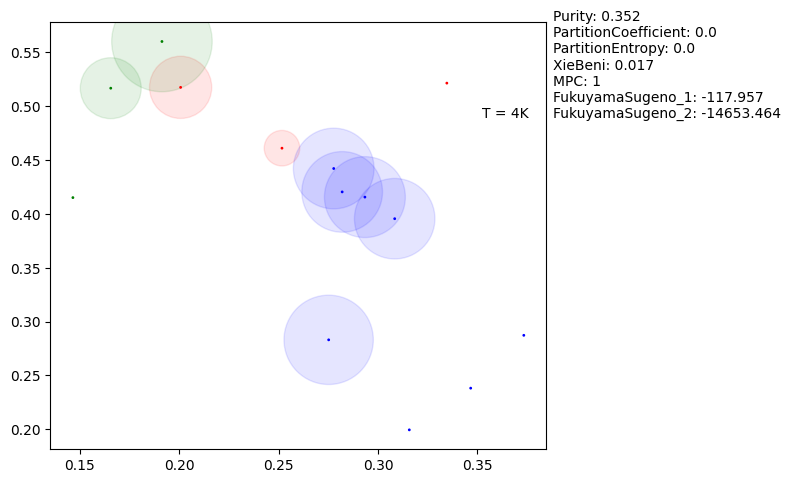 Purity: 0.352
PartitionCoefficient: 0.0
PartitionEntropy: 0.0
XieBeni: 0.017
MPC: 1
FukuyamaSugeno_1: -117.957
FukuyamaSugeno_2: -14653.464
T = 4K
0.55
0.50
0.45
0.40
0.35
0.30
0.25
0.20
0.15 0.20 0.25 0.30 0.35